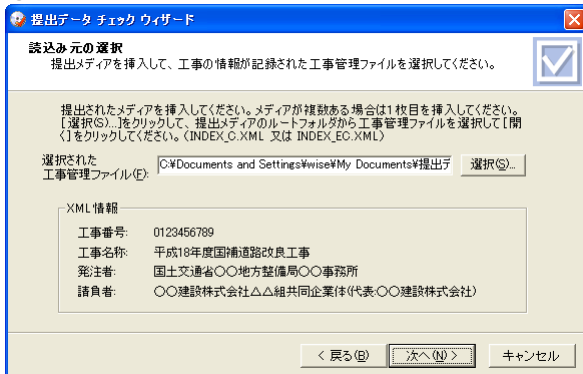 提出データ チェック ウィザード
読込み元の選択
提出メディアを挿入して、工事の情報が記録された工事管理ファイルを選択してください。
提出されたメディアを挿入してください。メディアが複数ある場合は1枚目を挿入してください。
[選択(S)...]をクリックして、提出メディアのルートフォルダから工事管理ファイルを選択して[開
く]をクリックしてください。(INDEX_C.XML 又は INDEX_EC.XML)
選択された
工事管理ファイル(F): C:¥Documents and Settings¥wise¥My Documents¥提出デ 選択(S)...
XML情報
工事番号: 0123456789
工事名称: 平成18年度国補道路改良工事
発注者: 国土交通省〇〇地方整備局〇〇事務所
請負者: 〇〇建設株式会社△△組共同企業体(代表:〇〇建設株式会社)
< 戻る(B) 次へ(N) > キャンセル